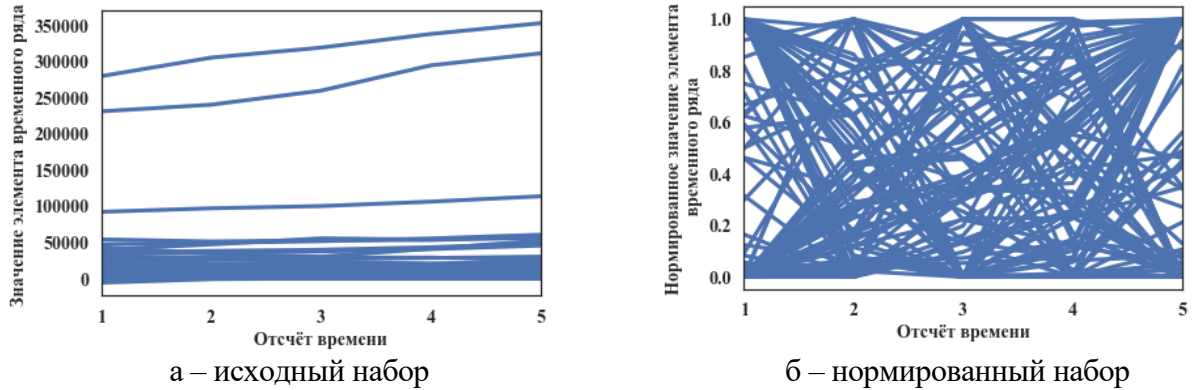 Значение элемента временного ряда
350000
300000
250000
200000
150000
100000
50000
0
1 2 3 4 5
Отсчёт времени
а – исходный набор
Нормированное значение элемента
временного ряда
1.0
0.8
0.6
0.4
0.2
0.0
1 2 3 4 5
Отсчёт времени
б – нормированный набор